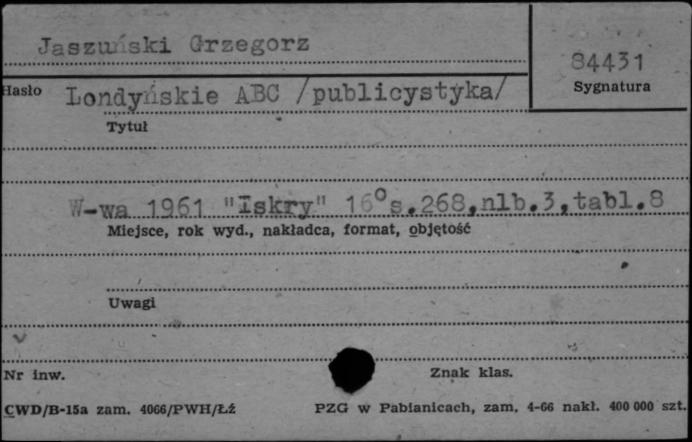 Jaszuński Grzegorz
84431
Hasło
Sygnatura
Londyńskie ABC /publicystyka/
Tytuł
W-wa 1961 "Iskry" 16° s.268,nlb.3,tabl.8
Miejsce, rok wyd., nakładca, format, objętość
Uwagi
Nr inw.
Znak klas.
CWD/B-15a zam. 4066/PWH/Łź
PZG w Pabianicach, zam. 4-66 nakł. 400 000 szt.